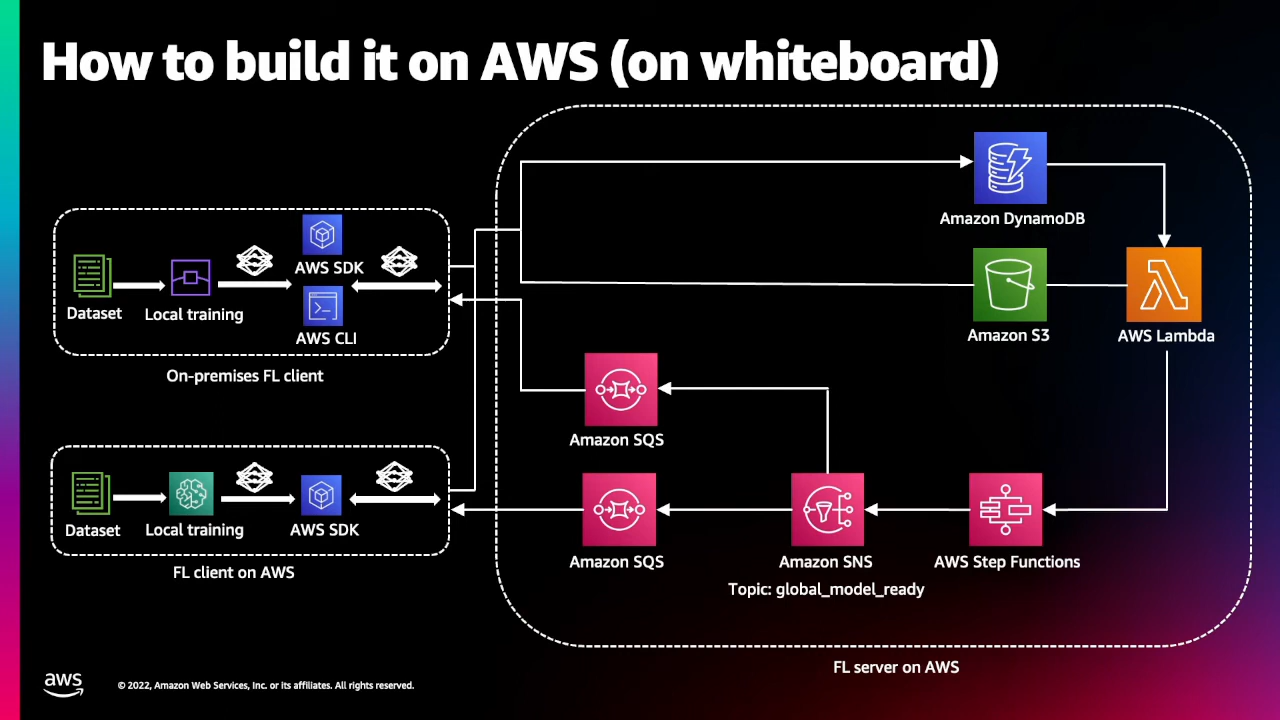 How to build it on AWS (on whiteboard)
Amazon DynamoDB
AWS SDK
Dataset
Local training
AWS CLI
On-premises FL client
Amazon S3
AWS Lambda
Amazon SQS
Dataset
Local training
AWS SDK
FL client on AWS
Amazon SQS
Amazon SNS
AWS Step Functions
Topic: global_model_ready
FL server on AWS
aws
© 2022, Amazon Web Services, Inc. or its affiliates. All rights reserved.